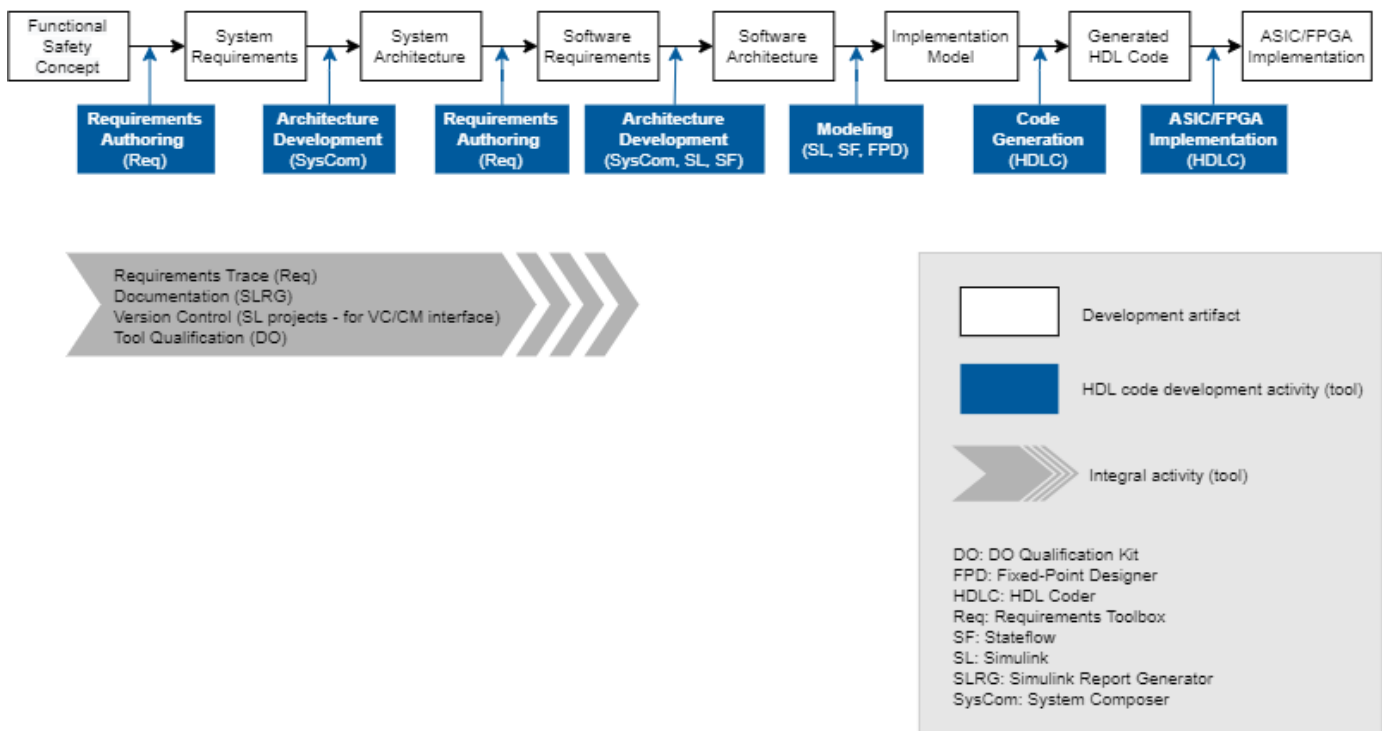 Functional
Safety
Concept
System
Requirements
System
Architecture
Software
Requirements
Software
Architecture
Implementation
Model
Generated
HDL Code
ASIC/FPGA
Implementation
Requirements
Authoring
(Req)
Architecture
Development
(SysCom)
Requirements
Authoring
(Req)
Architecture
Development
(SysCom, SL, SF)
Modeling
(SL, SF, FPD)
Code
Generation
(HDLC)
ASIC/FPGA
Implementation
(HDLC)
Requirements Trace (Req)
Documentation (SLRG)
Version Control (SL projects - for VC/CM interface)
Tool Qualification (DO)
Development artifact
HDL code development activity (tool)
Integral activity (tool)
DO: DO Qualification Kit
FPD: Fixed-Point Designer
HDLC: HDL Coder
Req: Requirements Toolbox
SF: Stateflow
SL: Simulink
SLRG: Simulink Report Generator
SysCom: System Composer